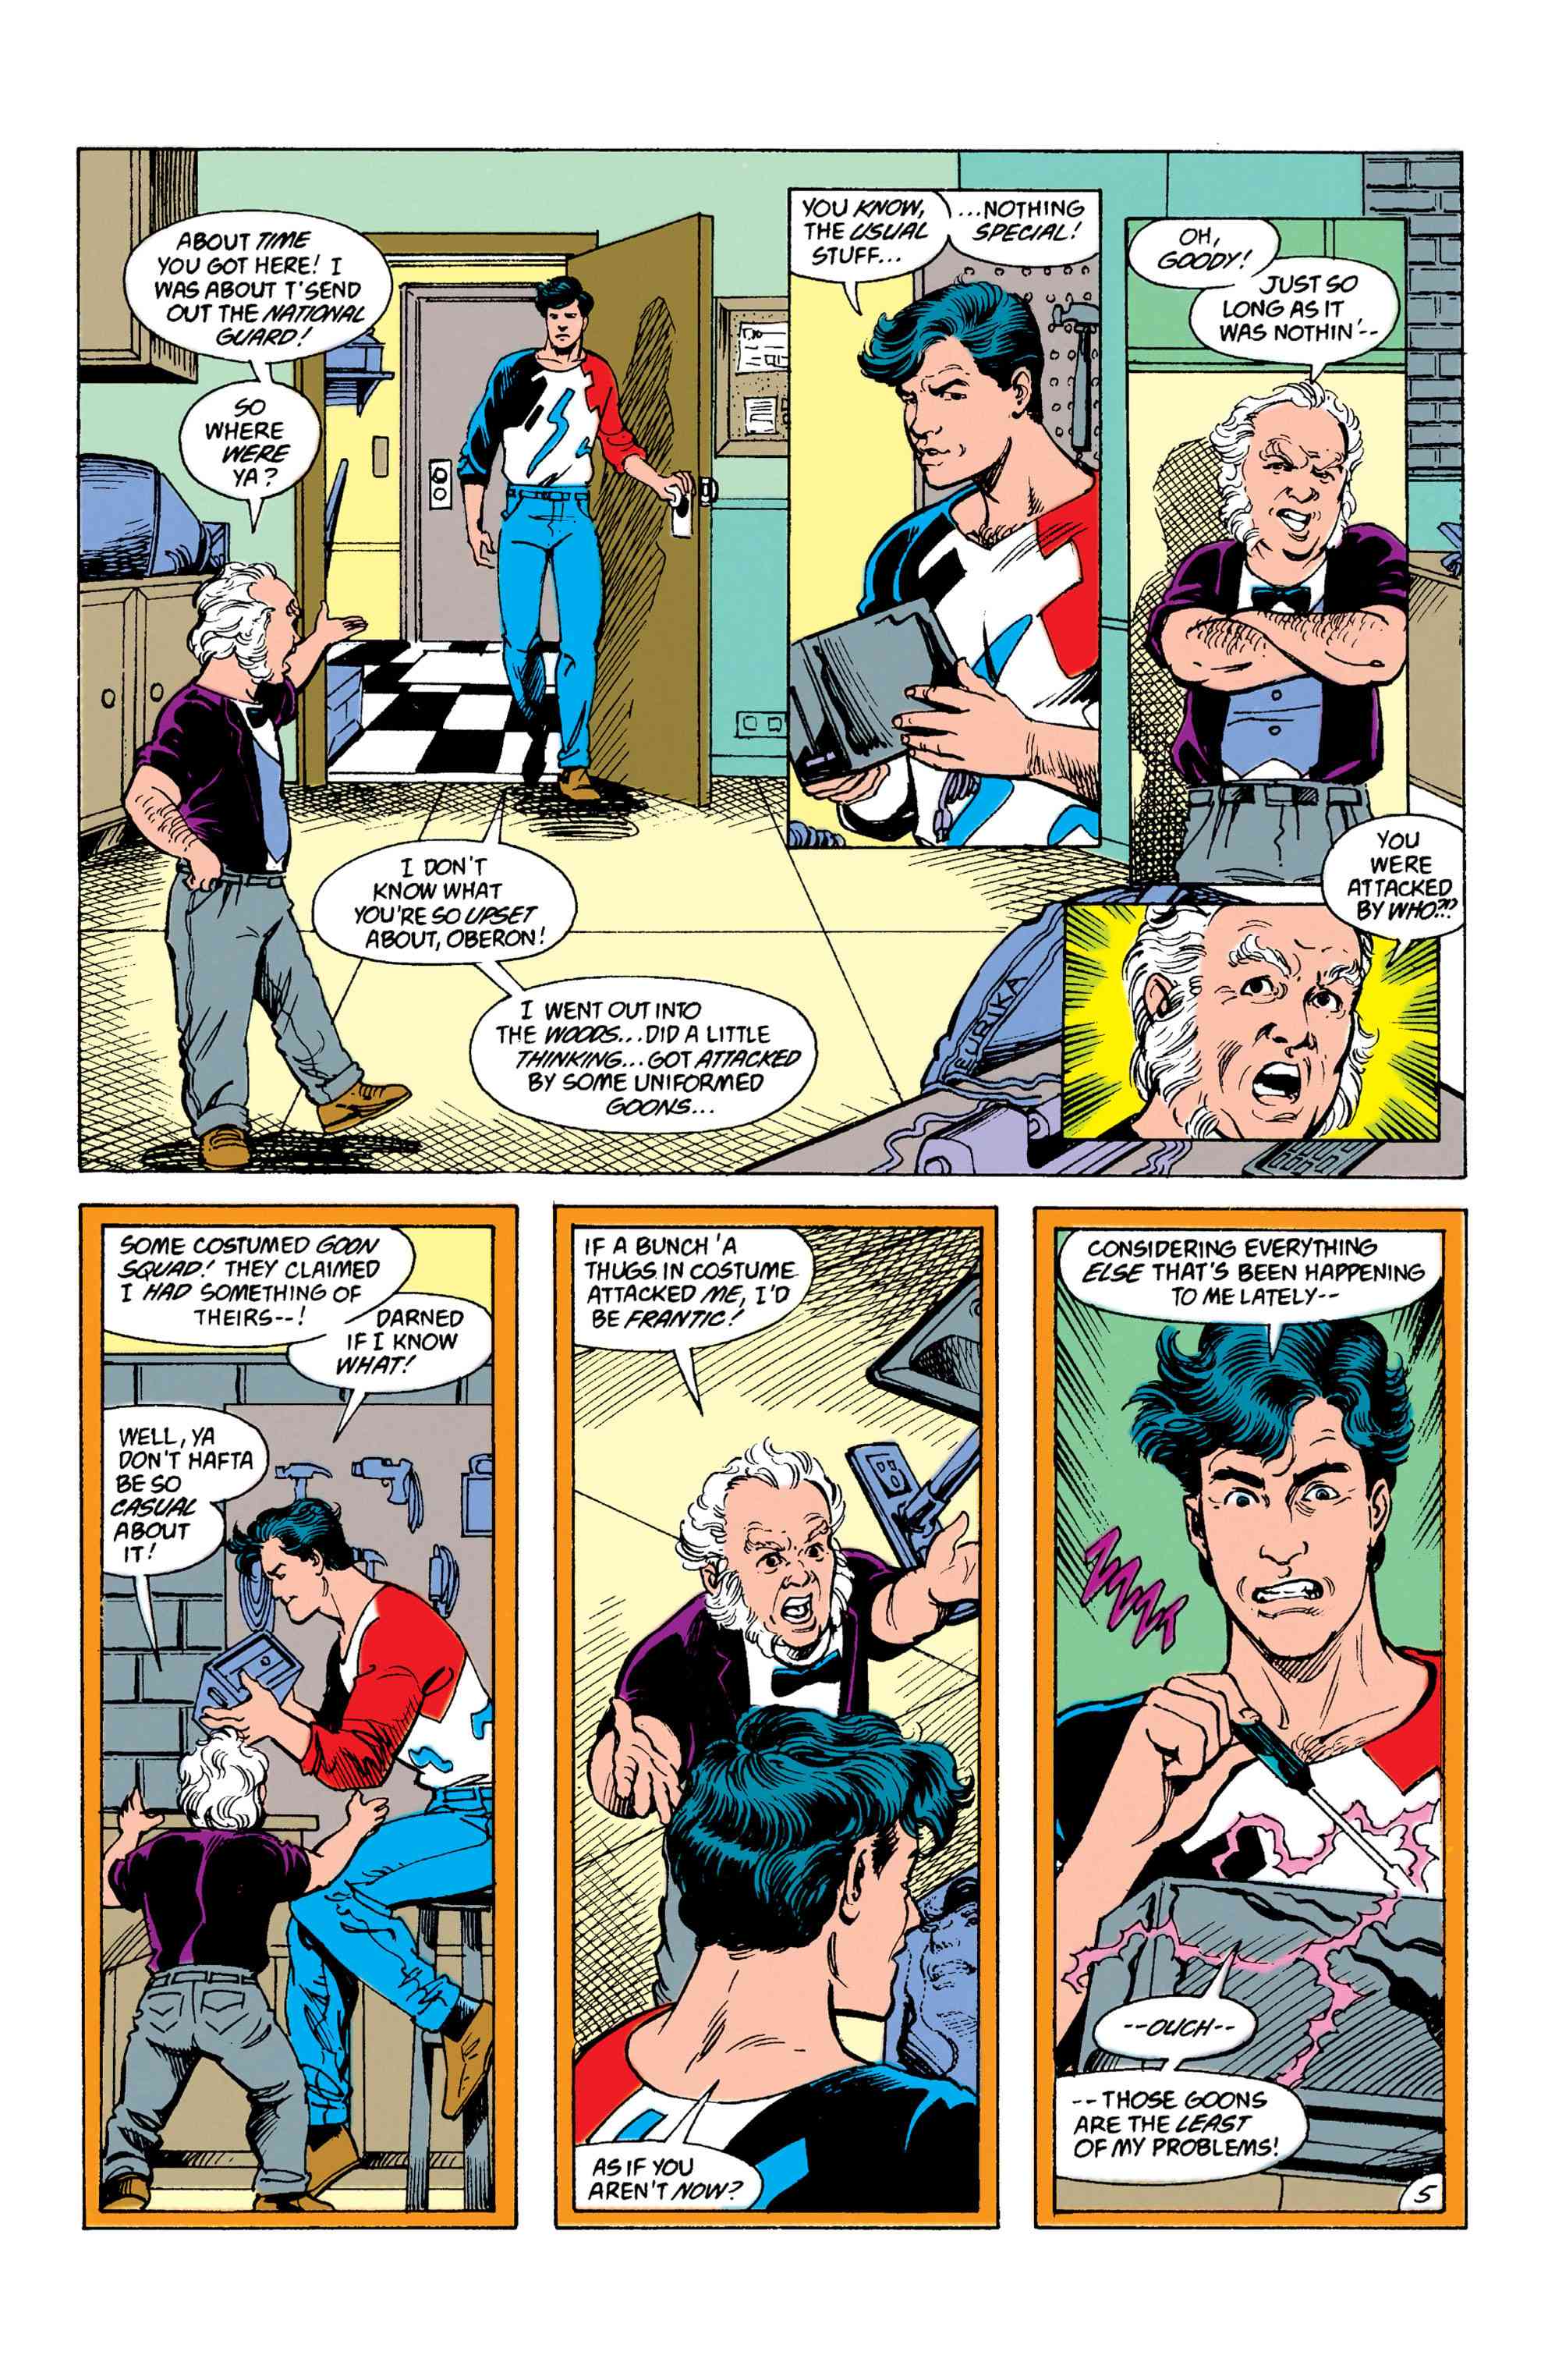 ABOUT TIME
YOU GOT HERE! I
WAS ABOUT T'SEND
OUT THE NATIONAL
GUARD!
SO
WHERE
WERE
YA?
I DON'T
KNOW WHAT
YOU'RE SO UPSET
ABOUT, OBERON!
I WENT OUT INTO
THE WOODS...DID A LITTLE
THINKING...GOT ATTACKED
BY SOME UNIFORMED
GOONS...
YOU KNOW,
THE USUAL
STUFF...
...NOTHING
SPECIAL!
OH,
GOODY!
JUST SO
LONG AS IT
WAS NOTHIN'--
YOU
WERE
ATTACKED
BY WHO?!?
EURIKA
SOME COSTUMED GOON
SQUAD! THEY CLAIMED
I HAD SOMETHING OF
THEIRS--!
DARNED
IF I KNOW
WHAT!
WELL, YA
DON'T HAFTA
BE SO
CASUAL
ABOUT
IT!
IF A BUNCH 'A
THUGS IN COSTUME
ATTACKED ME, I'D
BE FRANTIC!
AS IF YOU
AREN'T NOW?
CONSIDERING EVERYTHING
ELSE THAT'S BEEN HAPPENING
TO ME LATELY--
--OUCH--
--THOSE GOONS
ARE THE LEAST
OF MY PROBLEMS!
5